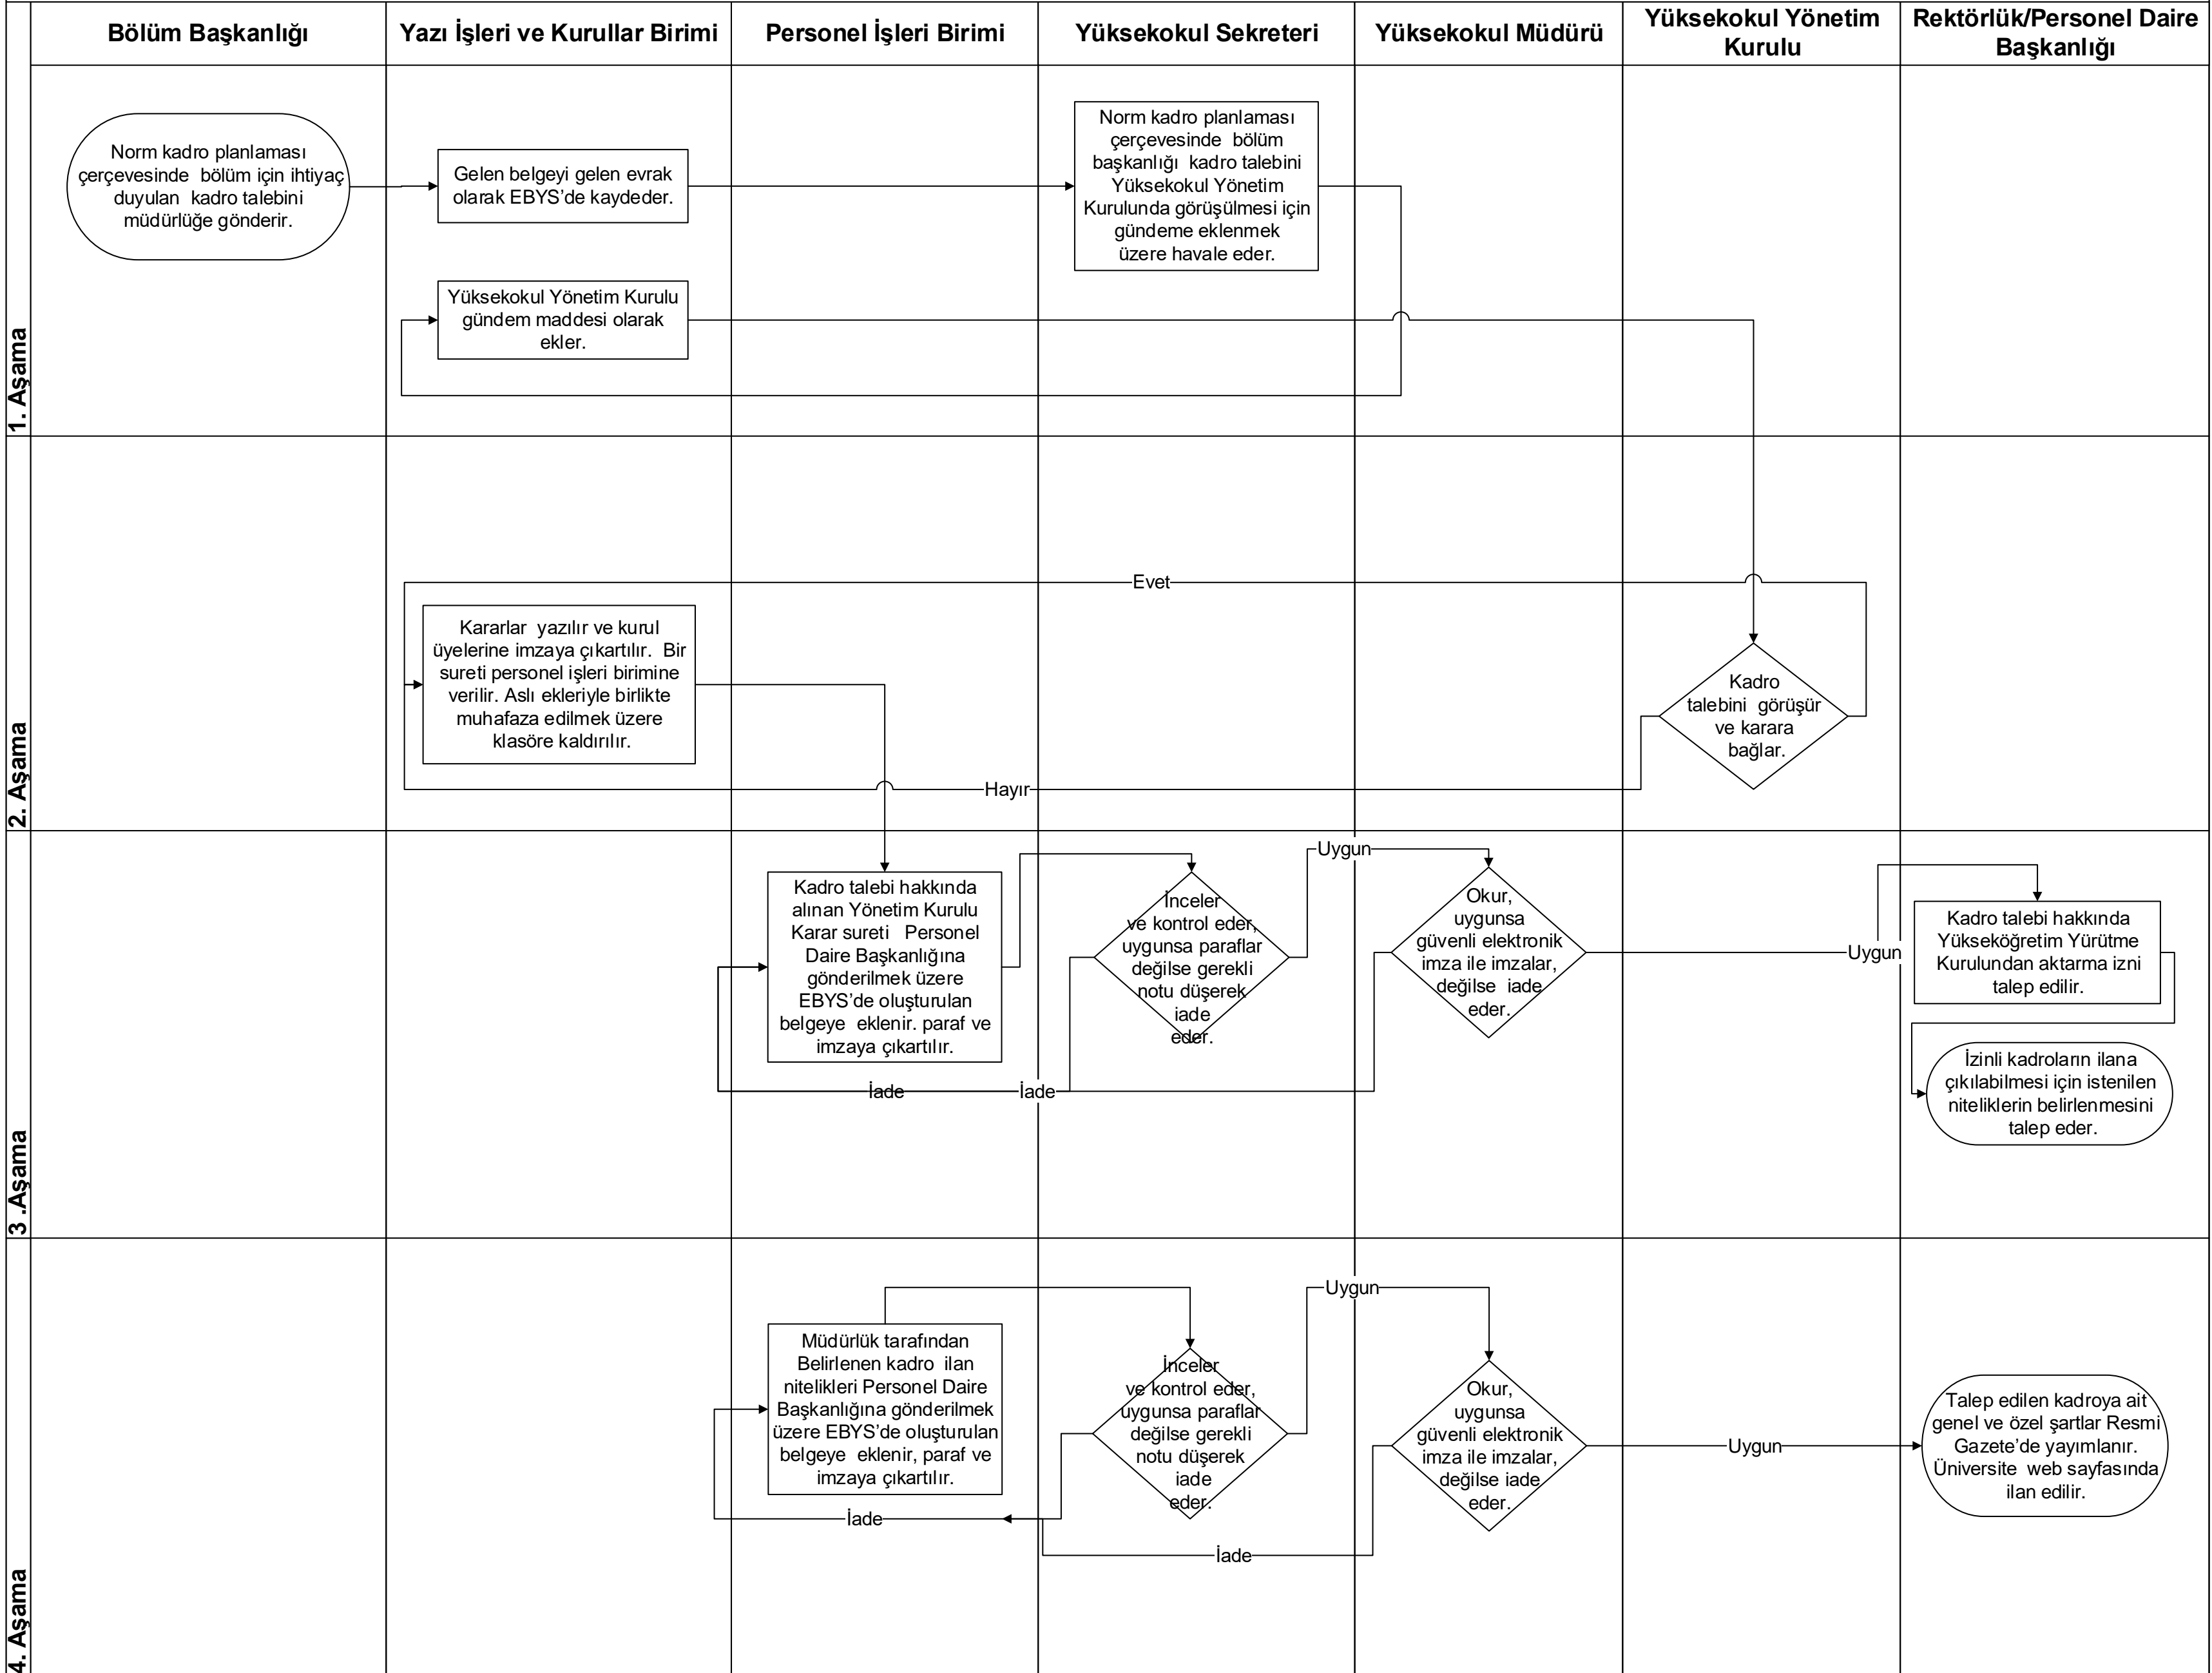 Bölüm Başkanlığı
Yazı İşleri ve Kurullar Birimi
Personel İşleri Birimi
Yüksekokul Sekreteri
Yüksekokul Müdürü
Yüksekokul Yönetim
Kurulu
Rektörlük/Personel Daire
Başkanlığı
1. Aşama
Norm kadro planlaması
çerçevesinde bölüm için ihtiyaç
duyulan kadro talebini
müdürlüğe gönderir.
Gelen belgeyi gelen evrak
olarak EBYS’de kaydeder.
Norm kadro planlaması
çerçevesinde bölüm
başkanlığı kadro talebini
Yüksekokul Yönetim
Kurulunda görüşülmesi için
gündeme eklenmek
üzere havale eder.
Yüksekokul Yönetim Kurulu
gündem maddesi olarak
ekler.
2. Aşama
Evet
Kararlar yazılır ve kurul
üyelerine imzaya çıkartılır. Bir
sureti personel işleri birimine
verilir. Aslı ekleriyle birlikte
muhafaza edilmek üzere
klasöre kaldırılır.
Kadro
talebini görüşür
ve karara
bağlar.
Hayır
3 .Aşama
Kadro talebi hakkında
alınan Yönetim Kurulu
Karar sureti Personel
Daire Başkanlığına
gönderilmek üzere
EBYS’de oluşturulan
belgeye eklenir. paraf ve
imzaya çıkartılır.
İnceler
ve kontrol eder,
uygunsa paraflar
değilse gerekli
notu düşerek
iade
eder.
Uygun
Okur,
uygunsa
güvenli elektronik
imza ile imzalar,
değilse iade
eder.
Uygun
Kadro talebi hakkında
Yükseköğretim Yürütme
Kurulundan aktarma izni
talep edilir.
İzinli kadroların ilana
çıkılabilmesi için istenilen
niteliklerin belirlenmesini
talep eder.
İade
İade
4. Aşama
Müdürlük tarafından
Belirlenen kadro ilan
nitelikleri Personel Daire
Başkanlığına gönderilmek
üzere EBYS’de oluşturulan
belgeye eklenir, paraf ve
imzaya çıkartılır.
İnceler
ve kontrol eder,
uygunsa paraflar
değilse gerekli
notu düşerek
iade
eder.
Uygun
Okur,
uygunsa
güvenli elektronik
imza ile imzalar,
değilse iade
eder.
Uygun
Talep edilen kadroya ait
genel ve özel şartlar Resmi
Gazete’de yayımlanır.
Üniversite web sayfasında
ilan edilir.
İade
İade